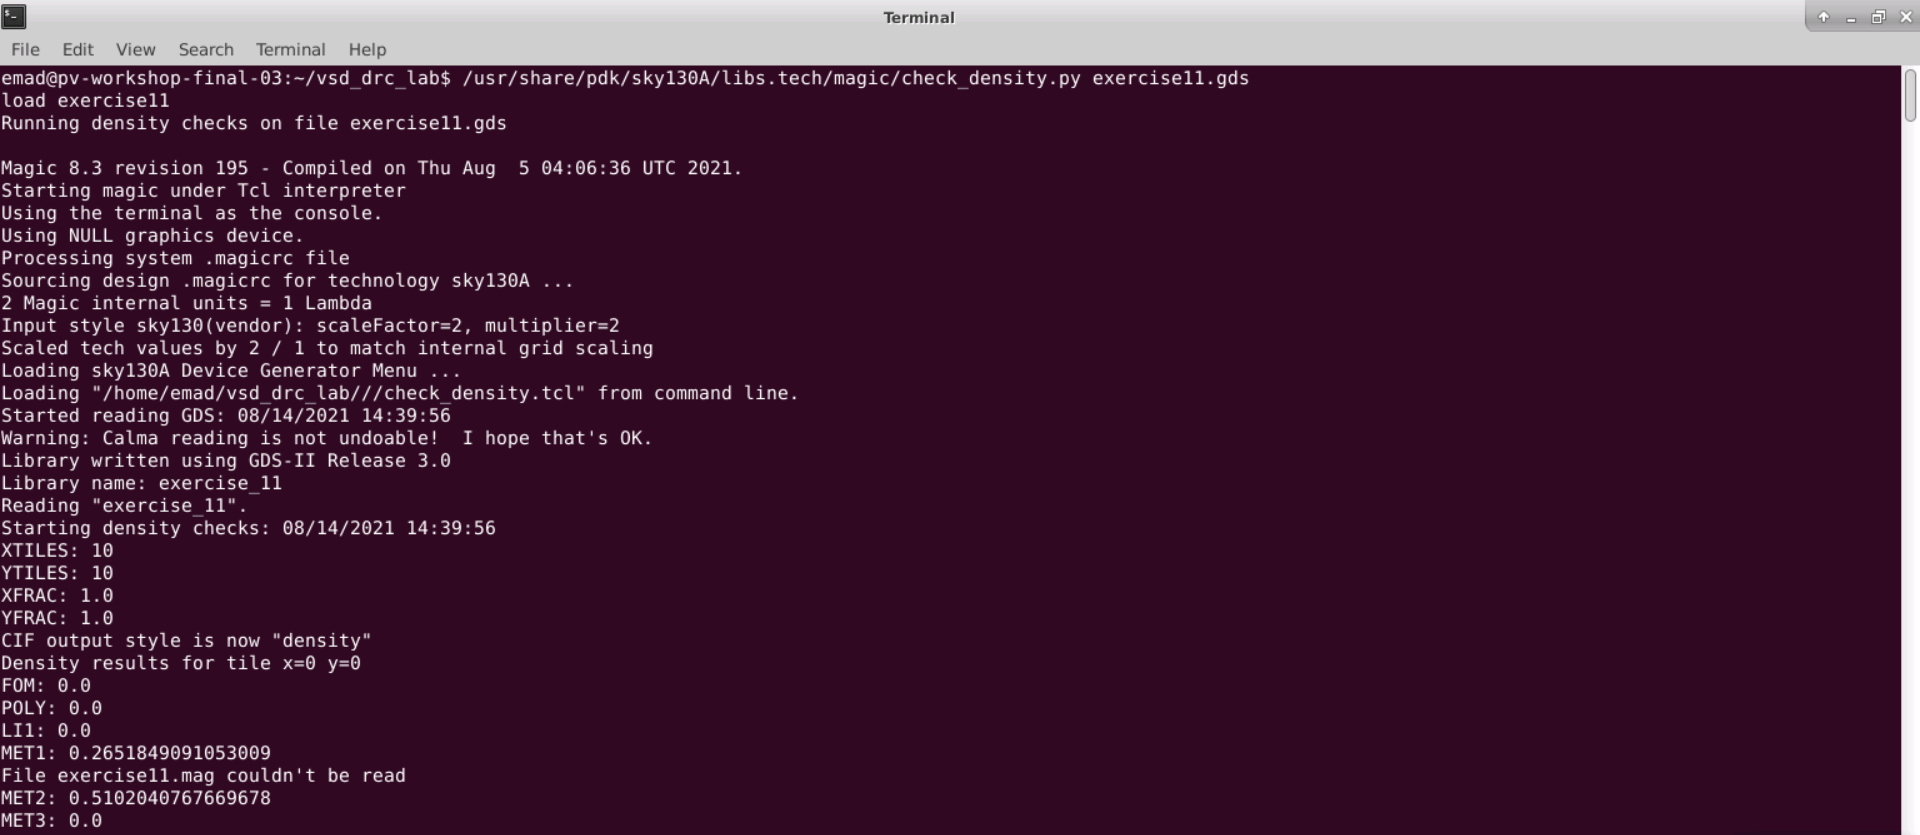 Terminal
File Edit View Search Terminal Help
emad@pv-workshop-final-03:~/vsd_drc_lab$ /usr/share/pdk/sky130A/libs.tech/magic/check_density.py exercise11.gds
load exercise11
Running density checks on file exercise11.gds

Magic 8.3 revision 195 - Compiled on Thu Aug  5 04:06:36 UTC 2021.
Starting magic under Tcl interpreter
Using the terminal as the console.
Using NULL graphics device.
Processing system .magicrc file
Sourcing design .magicrc for technology sky130A ...
2 Magic internal units = 1 Lambda
Input style sky130(vendor): scaleFactor=2, multiplier=2
Scaled tech values by 2 / 1 to match internal grid scaling
Loading sky130A Device Generator Menu ...
Loading "/home/emad/vsd_drc_lab///check_density.tcl" from command line.
Started reading GDS: 08/14/2021 14:39:56
Warning: Calma reading is not undoable!  I hope that's OK.
Library written using GDS-II Release 3.0
Library name: exercise_11
Reading "exercise_11".
Starting density checks: 08/14/2021 14:39:56
XTILES: 10
YTILES: 10
XFRAC: 1.0
YFRAC: 1.0
CIF output style is now "density"
Density results for tile x=0 y=0
FOM: 0.0
POLY: 0.0
LI1: 0.0
MET1: 0.2651849091053009
File exercise11.mag couldn't be read
MET2: 0.5102040767669678
MET3: 0.0